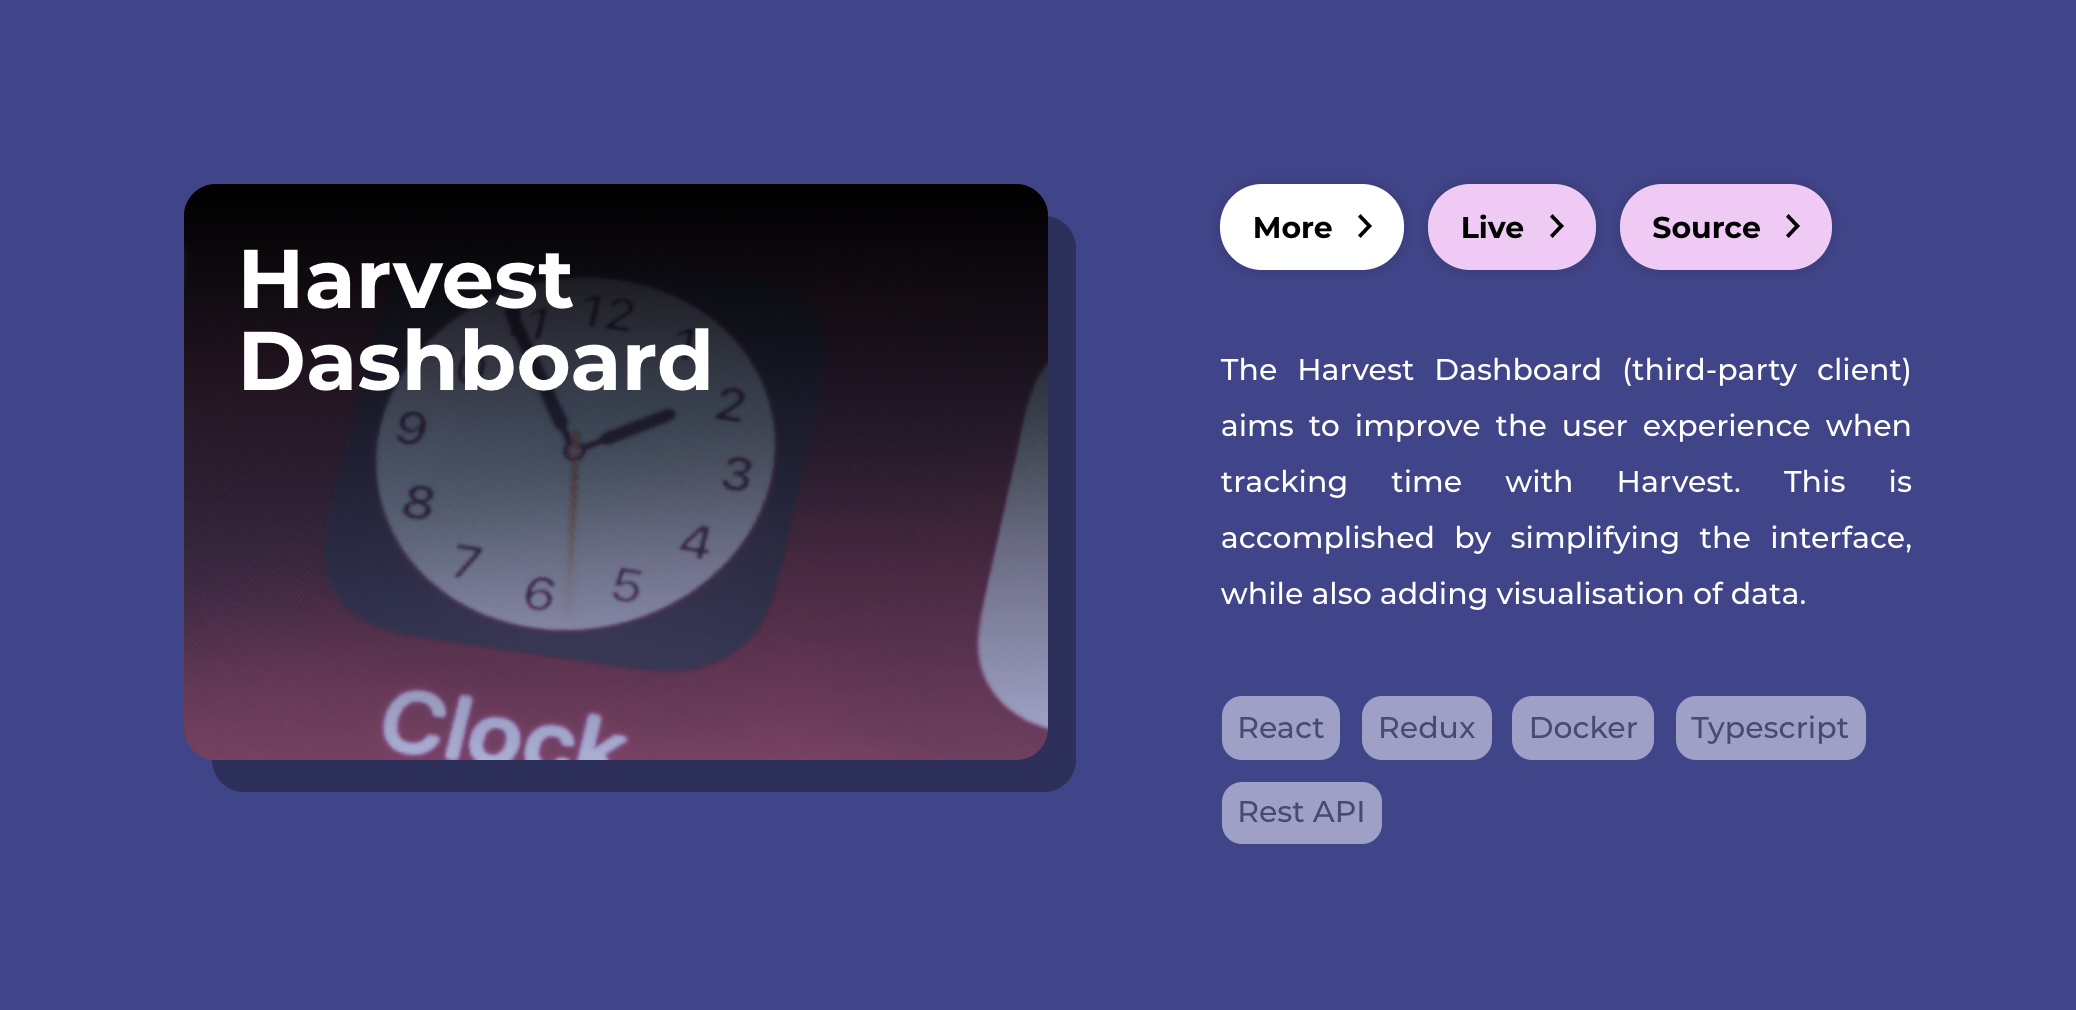 Harvest
Dashboard
12
11
1
2
3
4
5
6
7
8
9
Clock
More
Live
Source
The Harvest Dashboard (third-party client)
aims to improve the user experience when
tracking time with Harvest. This is
accomplished by simplifying the interface,
while also adding visualisation of data.
React Redux Docker Typescript
Rest API